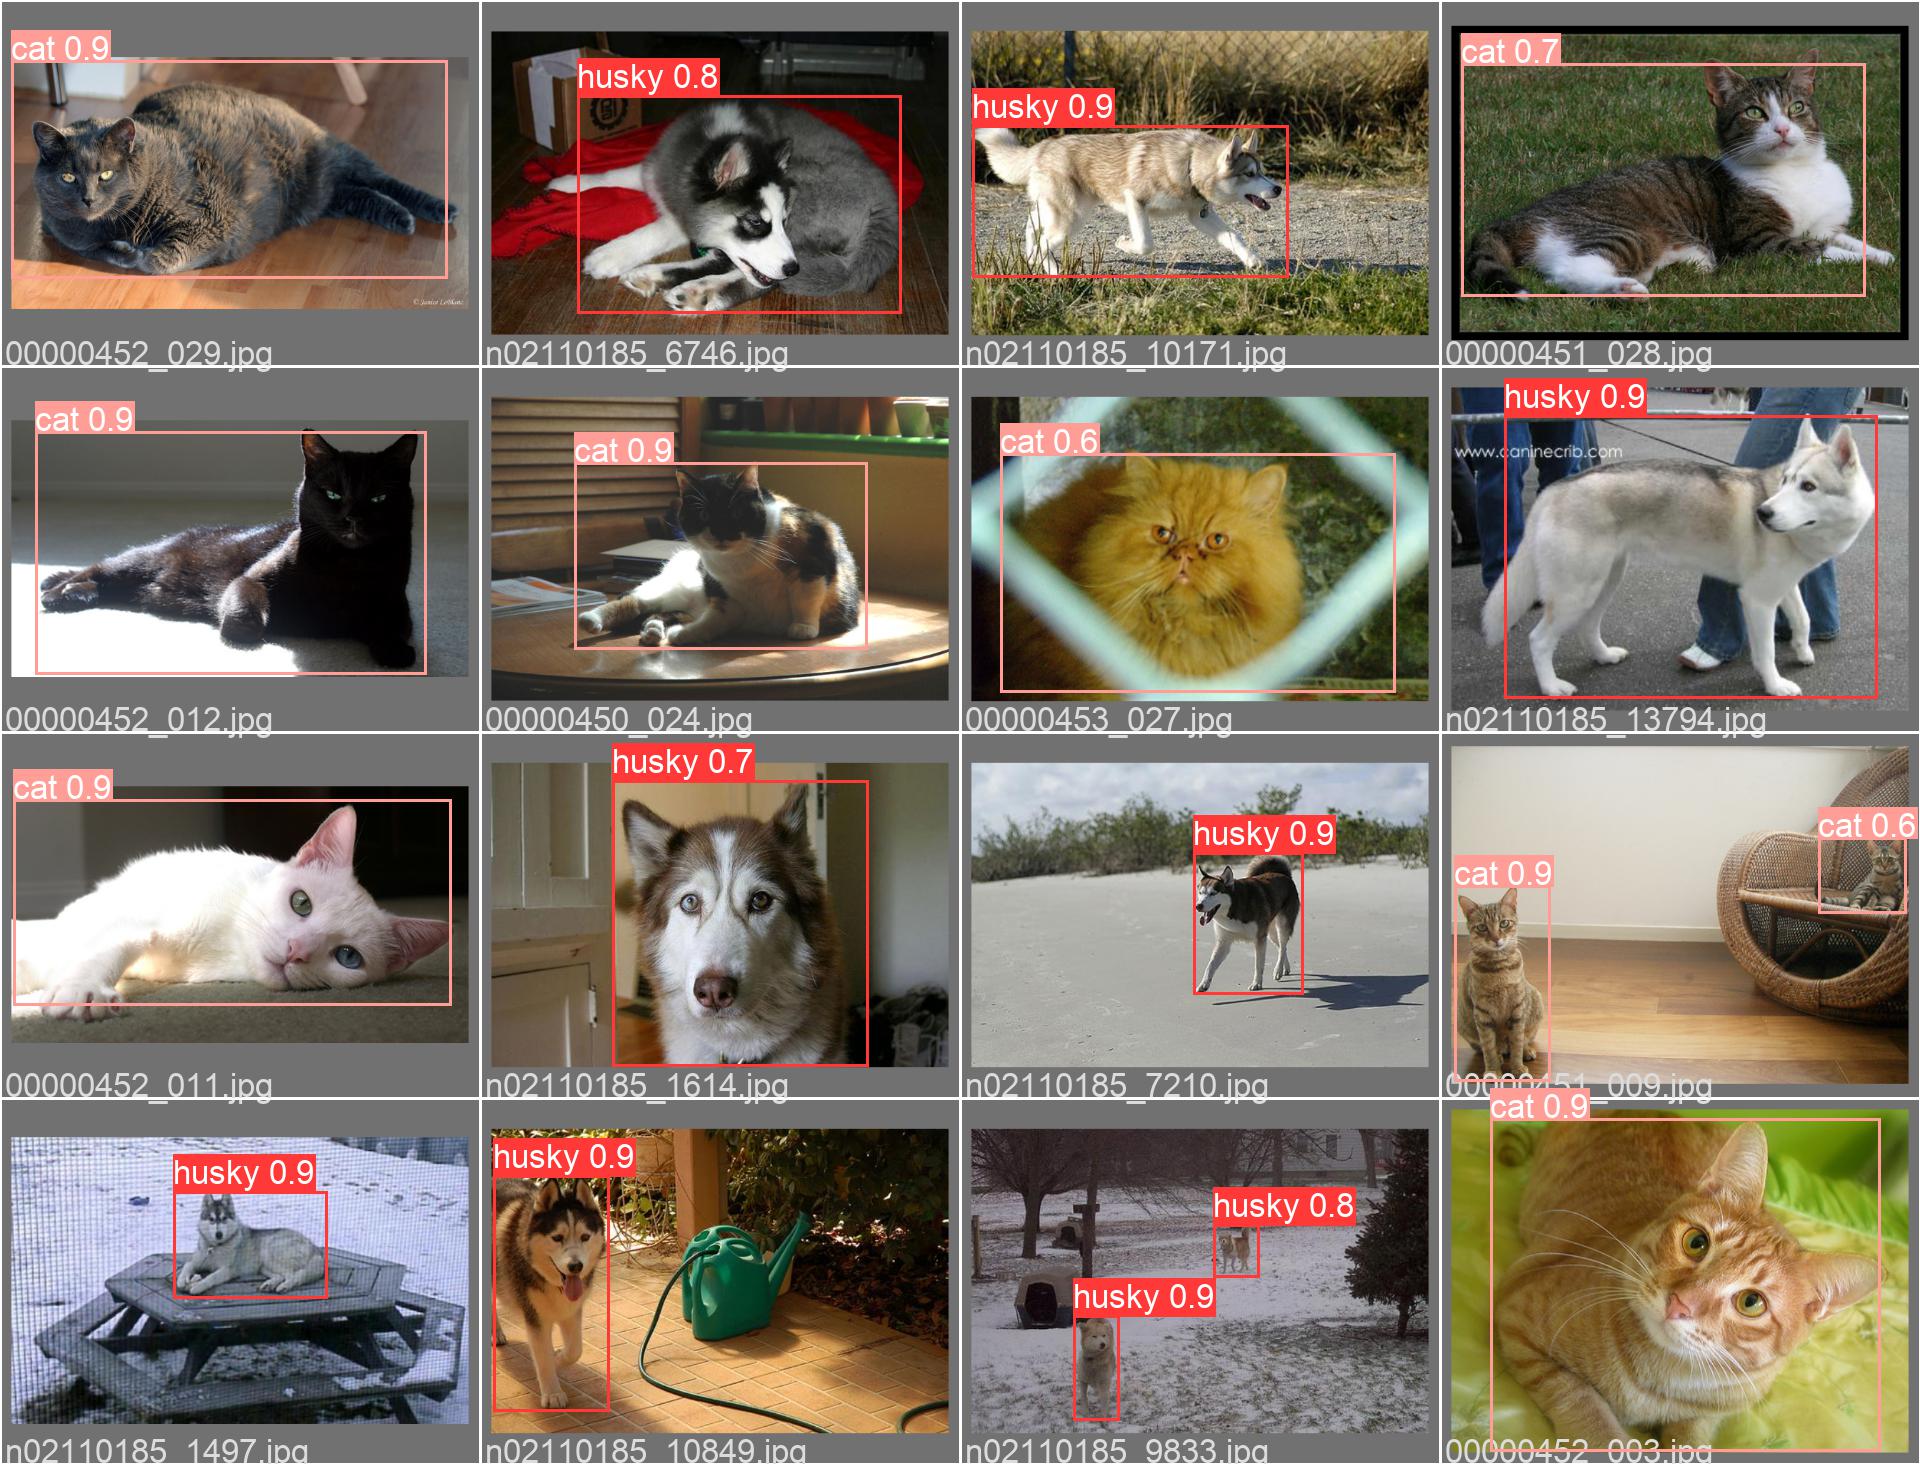 cat 0.9
husky 0.8
husky 0.9
cat 0.7
© Janice LeBlanc
00000452_029.jpg
n02110185_6746.jpg
n02110185_10171.jpg
00000451_028.jpg
cat 0.9
cat 0.9
cat 0.6
husky 0.9
www.caninecrib.com
00000452_012.jpg
00000450_024.jpg
00000453_027.jpg
n02110185_13794.jpg
cat 0.9
husky 0.7
husky 0.9
cat 0.9
cat 0.6
00000452_011.jpg
n02110185_1614.jpg
n02110185_7210.jpg
00000451_009.jpg
husky 0.9
husky 0.9
husky 0.8
husky 0.9
cat 0.9
n02110185_1497.jpg
n02110185_10849.jpg
n02110185_9833.jpg
00000452_003.jpg